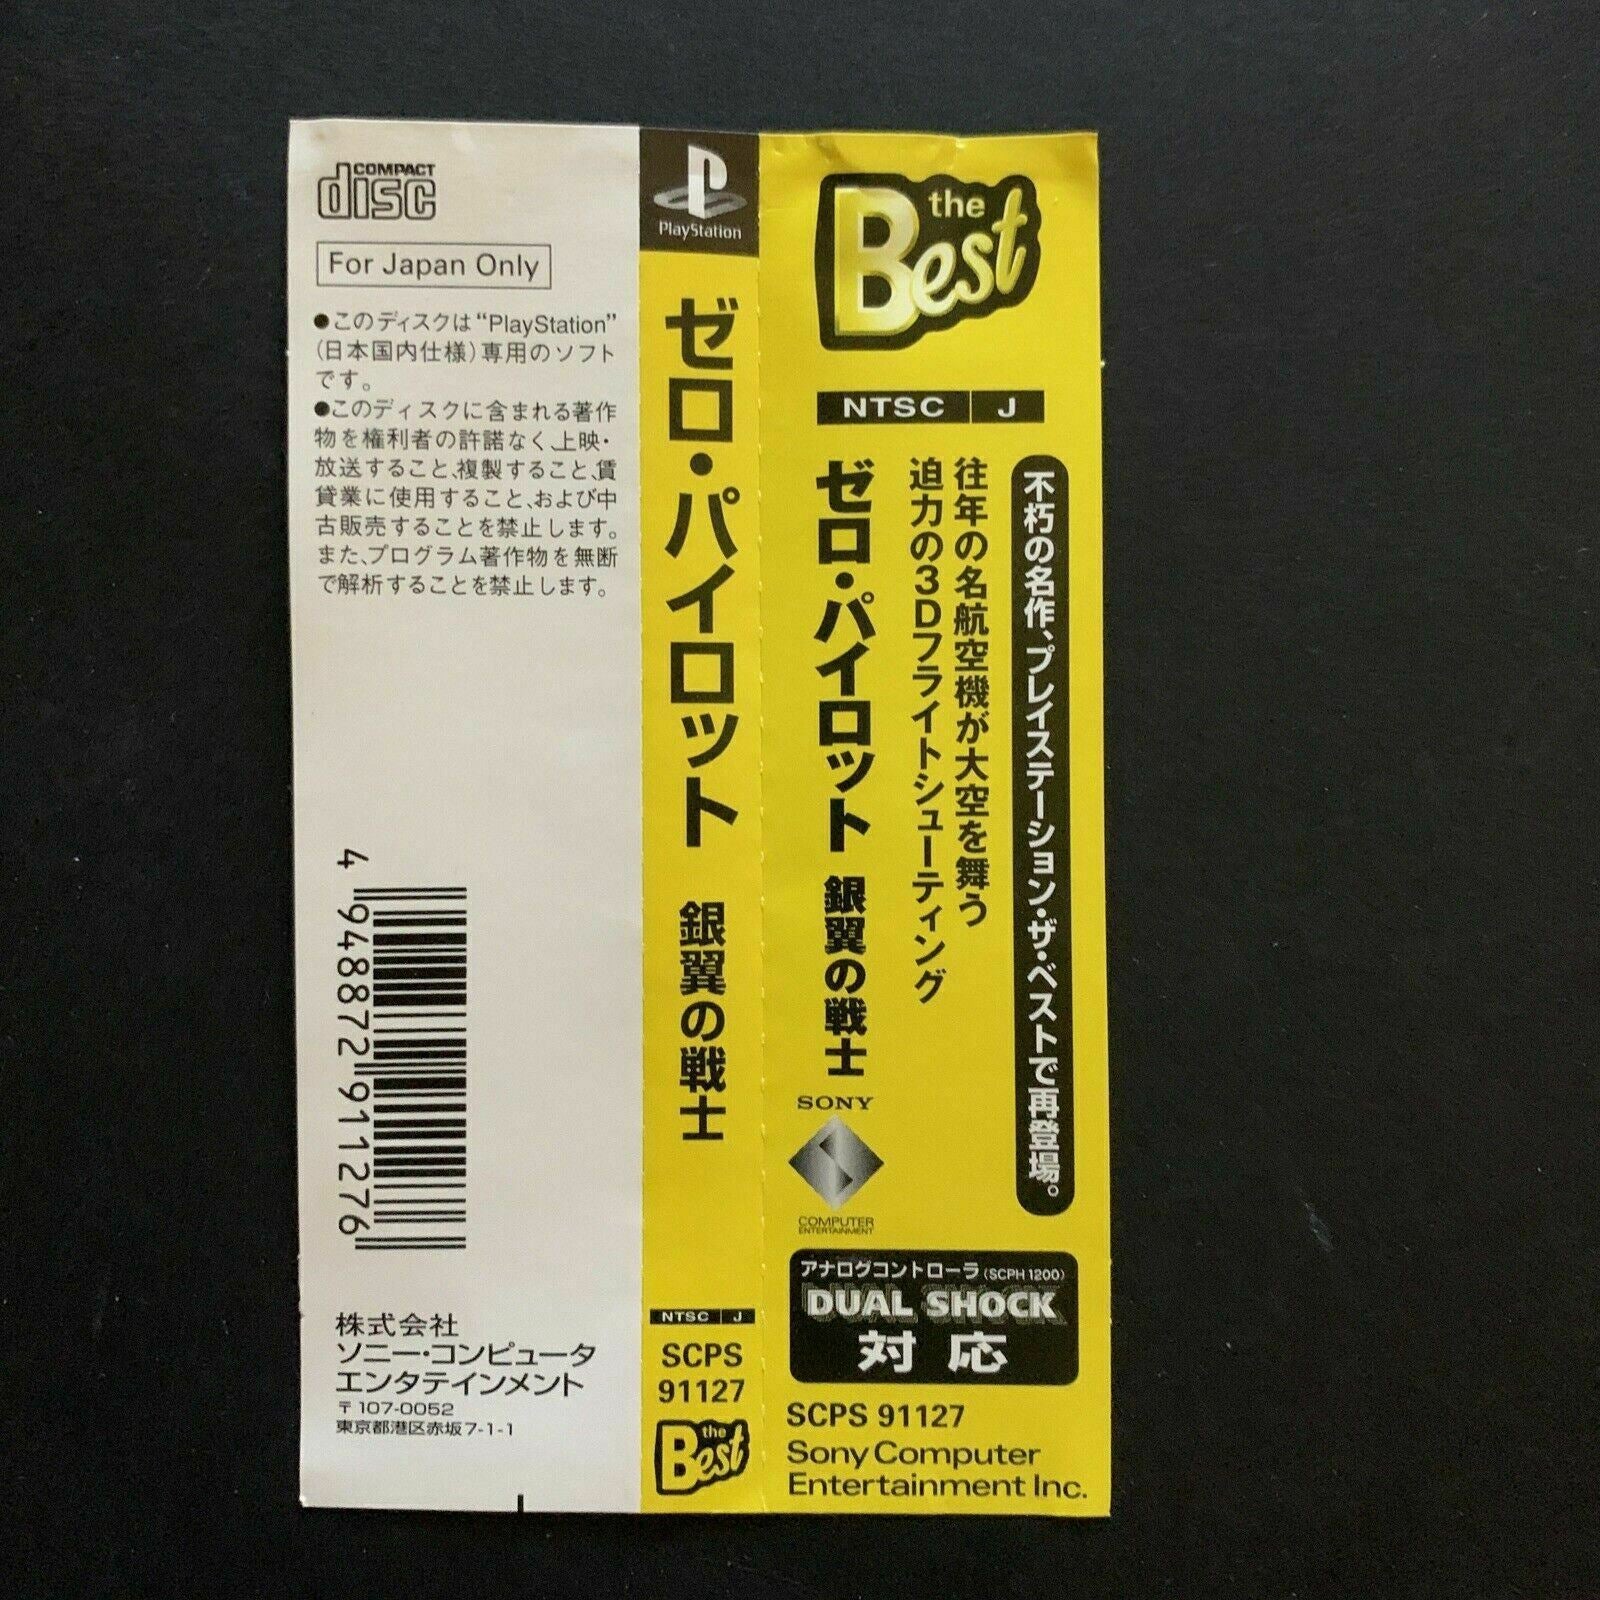 COMPACT
disc
For Japan Only
●このディスクは“PlayStation”
(日本国内仕様)専用のソフト
です。
●このディスクに含まれる著作
物を権利者の許諾なく、上映・
放送すること、複製すること、賃
貸業に使用すること、および中
古販売することを禁止します。
また、プログラム著作物を無断
で解析することを禁止します。
4 948872 911276
株式会社
ソニー・コンピュータ
エンタテインメント
〒107-0052
東京都港区赤坂7-1-1
PlayStation
ゼロ・パイロット 銀翼の戦士
NTSC J
SCPS
91127
the
Best
the
Best
NTSC J
不朽の名作、プレイステーション・ザ・ベストで再登場。
往年の名航空機が大空を舞う
迫力の3Dフライトシューティング
ゼロ・パイロット 銀翼の戦士
SONY
COMPUTER
ENTERTAINMENT
アナログコントローラ(SCPH 1200)
DUAL SHOCK
対応
SCPS 91127
Sony Computer
Entertainment Inc.